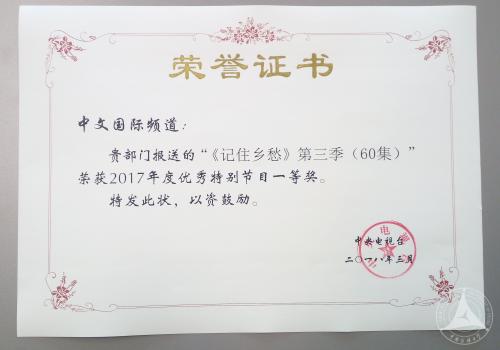 荣誉证书
中文国际频道：
贵部门报送的“《记住乡愁》第三季（60集）”
荣获2017年度优秀特别节目一等奖。
特发此状，以资鼓励。
中央电视台
二〇一八年三月